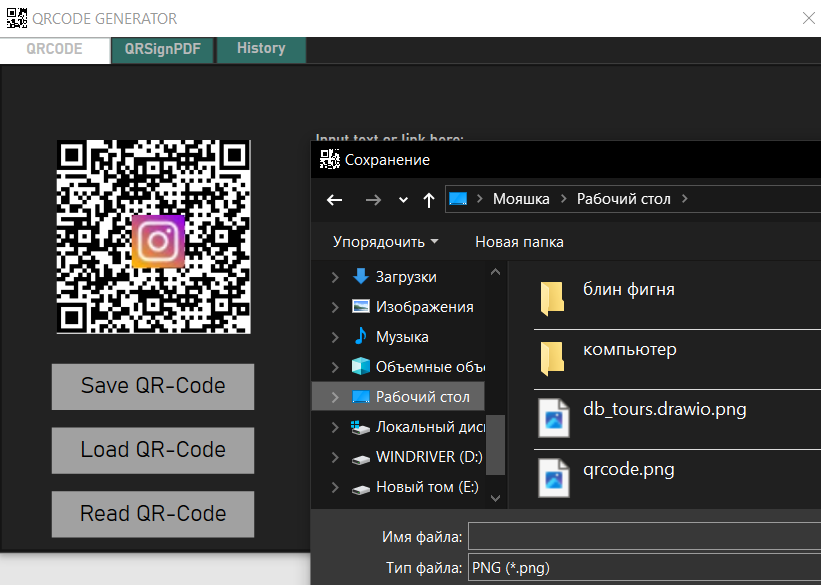 QRCODE GENERATOR
QRCODE QRSignPDF History
Input text or link here:
Save QR-Code
Load QR-Code
Read QR-Code
Сохранение
Мояшка Рабочий стол
Упорядочить Новая папка
Загрузки
Изображения
Музыка
Объемные объе
Рабочий стол
Локальный дис
WINDRIVER (D:)
Новый том (E:)
блин фигня
компьютер
db_tours.drawio.png
qrcode.png
Имя файла:
Тип файла: PNG (*.png)